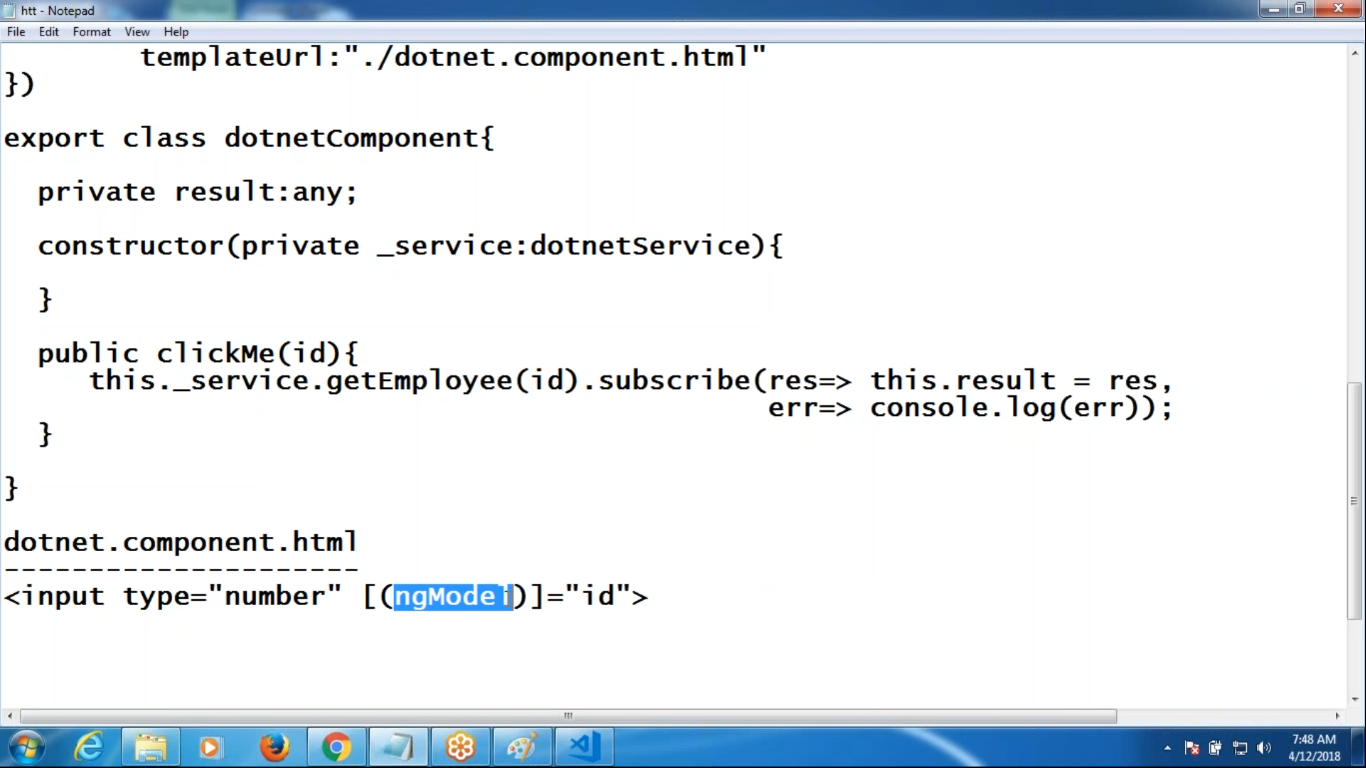 htt - Notepad
File Edit Format View Help
templateUrl:"./dotnet.component.html"
})
export class dotnetComponent{
private result:any;
constructor(private _service:dotnetService){
}
public clickMe(id){
this._service.getEmployee(id).subscribe(res=> this.result = res,
err=> console.log(err));
}
}
dotnet.component.html
---------------------
<input type="number" [(ngModel)]="id">
7:48 AM
4/12/2018